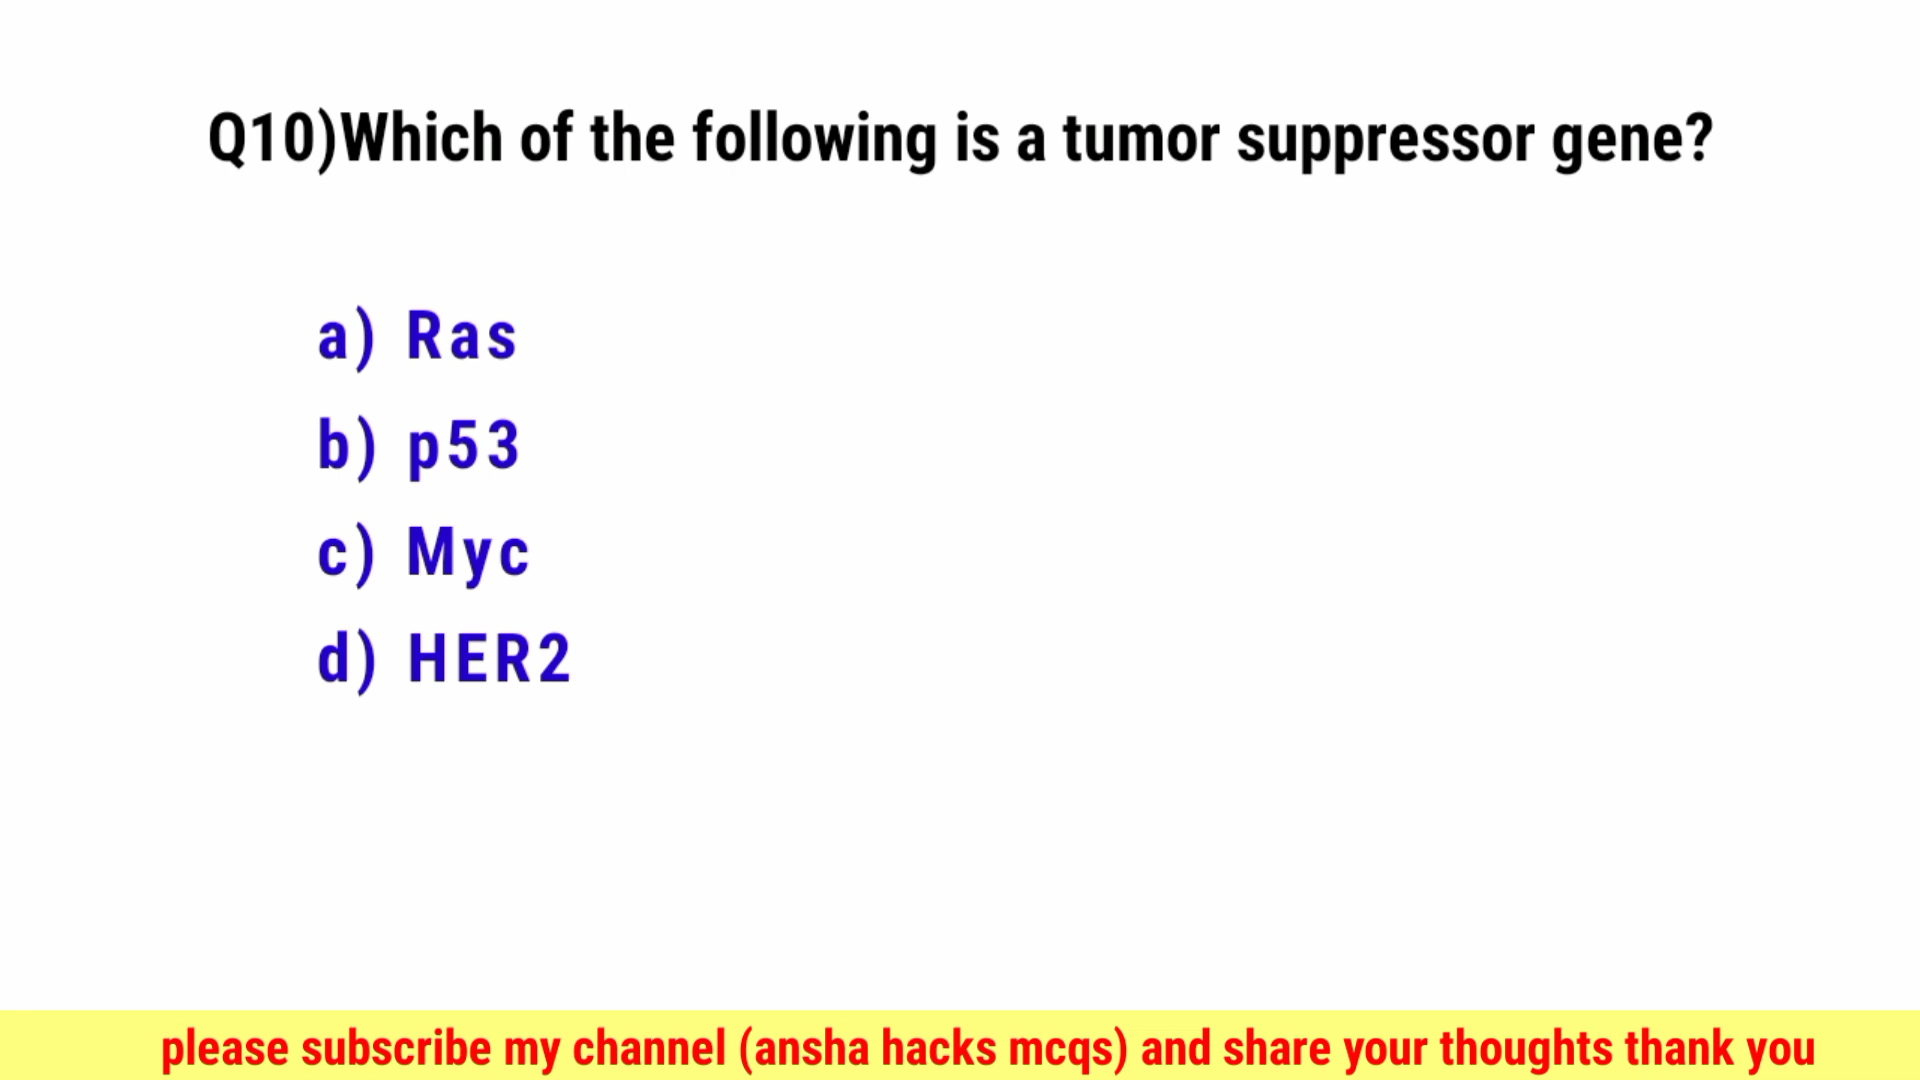 Q10)Which of the following is a tumor suppressor gene?
a) Ras
b) p53
c) Myc
d) HER2
please subscribe my channel (ansha hacks mcqs) and share your thoughts thank you